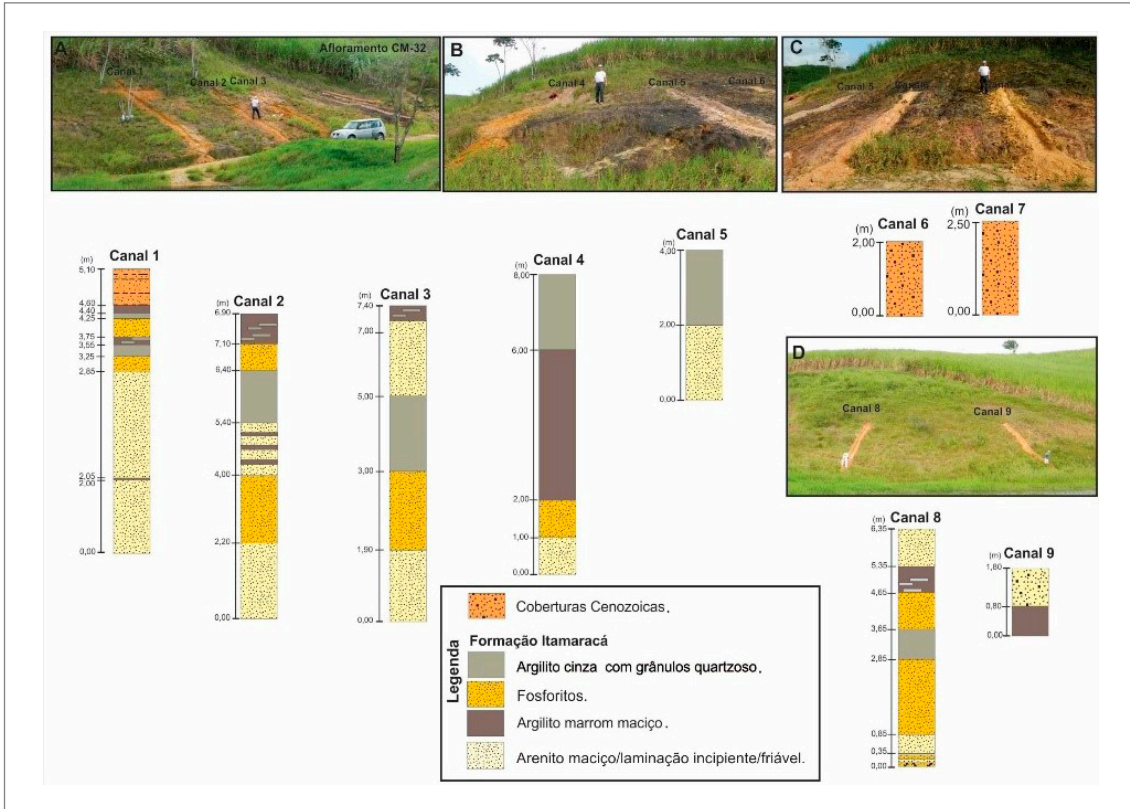 A
Afloramento CM-32
Canal 1
Canal 2
Canal 3
B
Canal 4
Canal 5
Canal 6
C
Canal 5
(m)
Canal 1
5,10
4,60
4,40
4,25
3,75
3,55
3,25
2,85
2,05
2,00
0,00
(m)
Canal 2
6,90
7,10
6,40
5,40
4,00
2,20
0,00
(m)
Canal 3
7,40
7,00
5,00
3,00
1,90
0,00
(m)
Canal 4
8,00
6,00
2,00
1,00
0,00
(m)
Canal 5
4,00
2,00
0,00
(m)
Canal 6
2,00
0,00
(m)
Canal 7
2,50
0,00
D
Canal 8
Canal 9
(m)
Canal 8
6,35
5,35
4,65
3,65
2,85
0,85
0,35
0,00
(m)
Canal 9
1,80
0,80
0,00
Legenda
Coberturas Cenozoicas.
Formação Itamaracá
Argilito cinza com grânulos quartzoso.
Fosforitos.
Argilito marrom maciço.
Arenito maciço/laminação incipiente/friável.